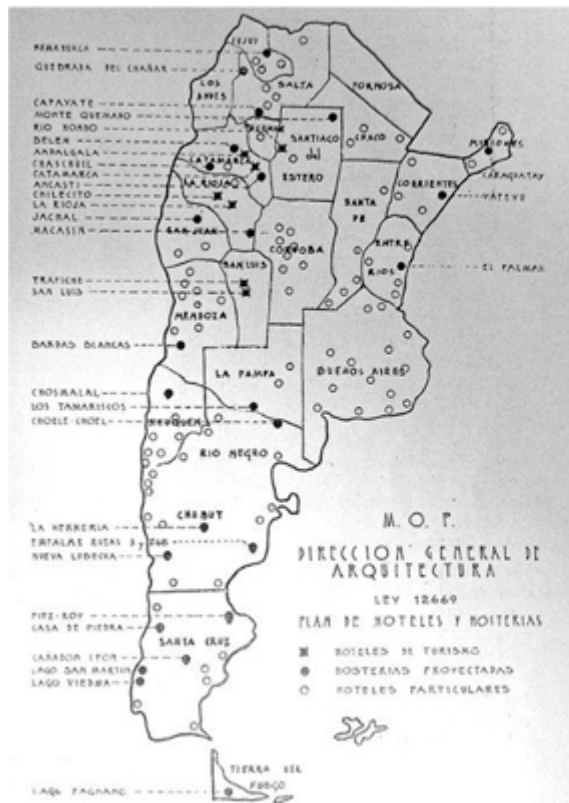 HUMAHUACA
QUEBRADA DEL CHAÑAR
CAFAYATE
MONTE QUEMADO
RIO HONDO
BELEN
ANDALGALA
CHASCHUIL
CATAMARCA
ANCASTI
CHILECITO
LA RIOJA
JACHAL
TRAPICHE
SAN LUIS
BARDAS BLANCAS
CHOSMALAL
LOS TAMARISCOS
CHOELE-CHOEL
LA HERRERIA
NUEVA LUBECKA
FITZ-ROY
CASA DE PIEDRA
CAÑADON LEON
LAGO SAN MARTIN
LAGO VIEDMA
LAGO FAGNANO
JUJUY
LOS ANDES
SALTA
FORMOSA
CHACO
SANTIAGO del ESTERO
CATAMARCA
LA RIOJA
SAN JUAN
CORDOBA
SANTA FE
CORRIENTES
MISIONES
CARAGUATAY
YATEYU
ENTRE RIOS
EL PALMAR
SAN LUIS
MENDOZA
LA PAMPA
BUENOS AIRES
NEUQUEN
RIO NEGRO
CHUBUT
SANTA CRUZ
TIERRA DEL FUEGO
M. O. P.
DIRECCION GENERAL DE
ARQUITECTURA
LEY 12669
PLAN DE HOTELES Y HOSTERIAS
HOTELES DE TURISMO
HOSTERIAS PROYECTADAS
HOTELES PARTICULARES